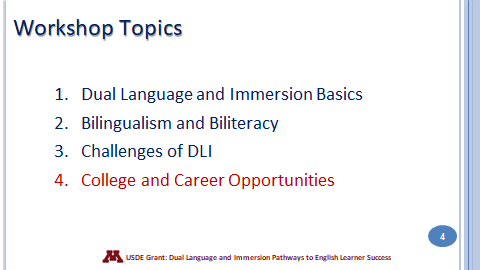 Workshop Topics
1. Dual Language and Immersion Basics
2. Bilingualism and Biliteracy
3. Challenges of DLI
4. College and Career Opportunities
4
USDE Grant: Dual Language and Immersion Pathways to English Learner Success